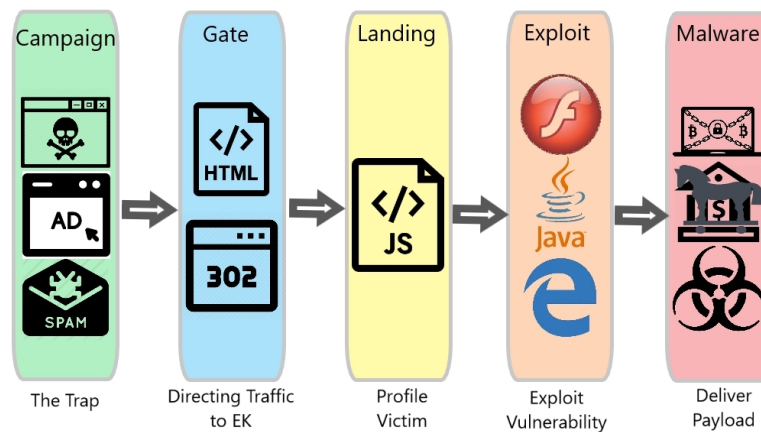 Campaign
Gate
Landing
Exploit
Malware
</>
HTML
AD
</>
JS
302
SPAM
Java
B
B
$
The Trap
Directing Traffic
to EK
Profile
Victim
Exploit
Vulnerability
Deliver
Payload